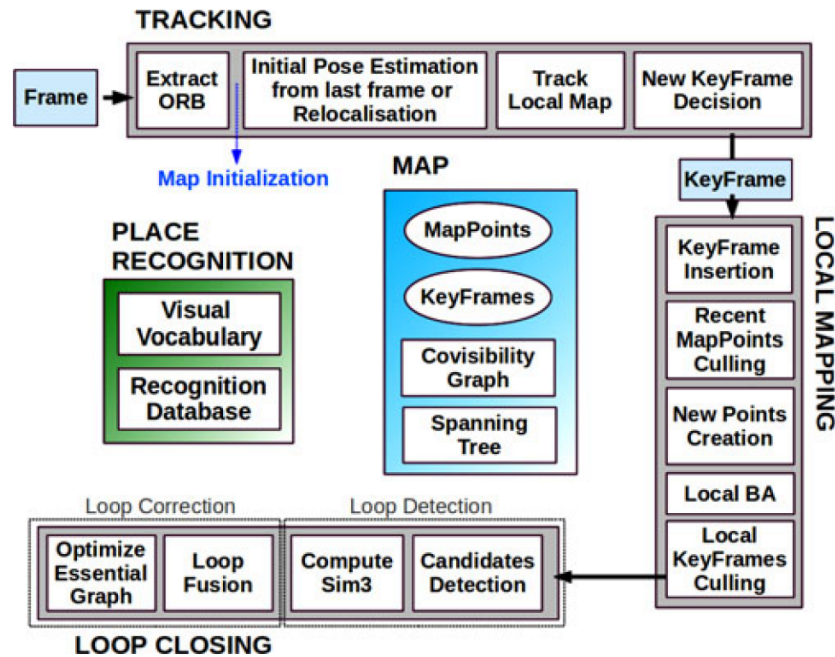 TRACKING
Frame
Extract
ORB
Initial Pose Estimation
from last frame or
Relocalisation
Track
Local Map
New KeyFrame
Decision
Map Initialization
KeyFrame
MAP
MapPoints
KeyFrames
Covisibility
Graph
Spanning
Tree
PLACE
RECOGNITION
Visual
Vocabulary
Recognition
Database
LOCAL MAPPING
KeyFrame
Insertion
Recent
MapPoints
Culling
New Points
Creation
Local BA
Local
KeyFrames
Culling
Loop Correction
Loop Detection
Optimize
Essential
Graph
Loop
Fusion
Compute
Sim3
Candidates
Detection
LOOP CLOSING